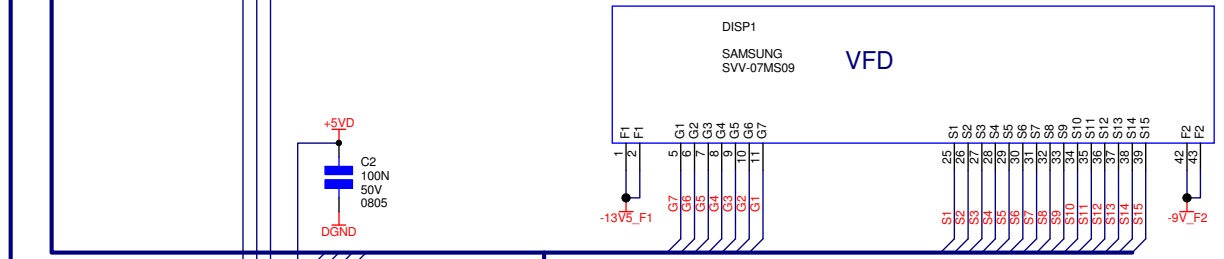 DISP1
SAMSUNG
SVV-07MS09
VFD
F1 F1 G1 G2 G3 G4 G5 G6 G7 S1 S2 S3 S4 S5 S6 S7 S8 S9 S10 S11 S12 S13 S14 S15 F2 F2
1 2 5 6 7 8 9 10 11 25 26 27 28 29 30 31 32 33 34 35 36 37 38 39 42 43
+5VD
C2
100N
50V
0805
DGND
G7 G6 G5 G4 G3 G2 G1 S1 S2 S3 S4 S5 S6 S7 S8 S9 S10 S11 S12 S13 S14 S15
-13V5_F1
-9V_F2